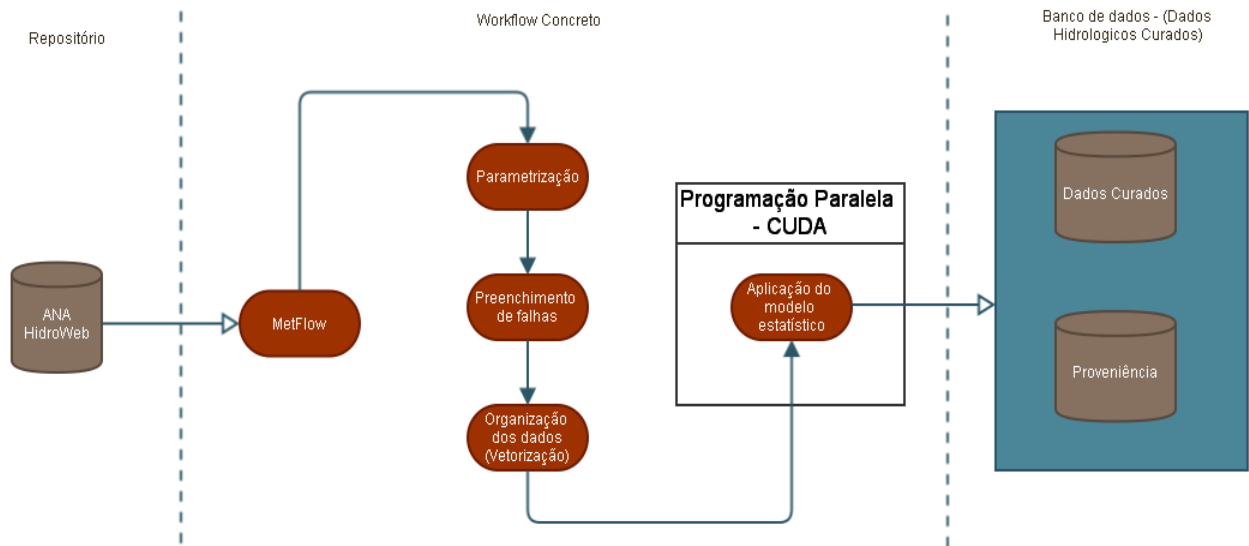 Repositório
Workflow Concreto
Banco de dados - (Dados
Hidrologicos Curados)
ANA
HidroWeb
MetFlow
Parametrização
Preenchimento
de falhas
Organização
dos dados
(Vetorização)
Programação Paralela
- CUDA
Aplicação do
modelo
estatístico
Dados Curados
Proveniência